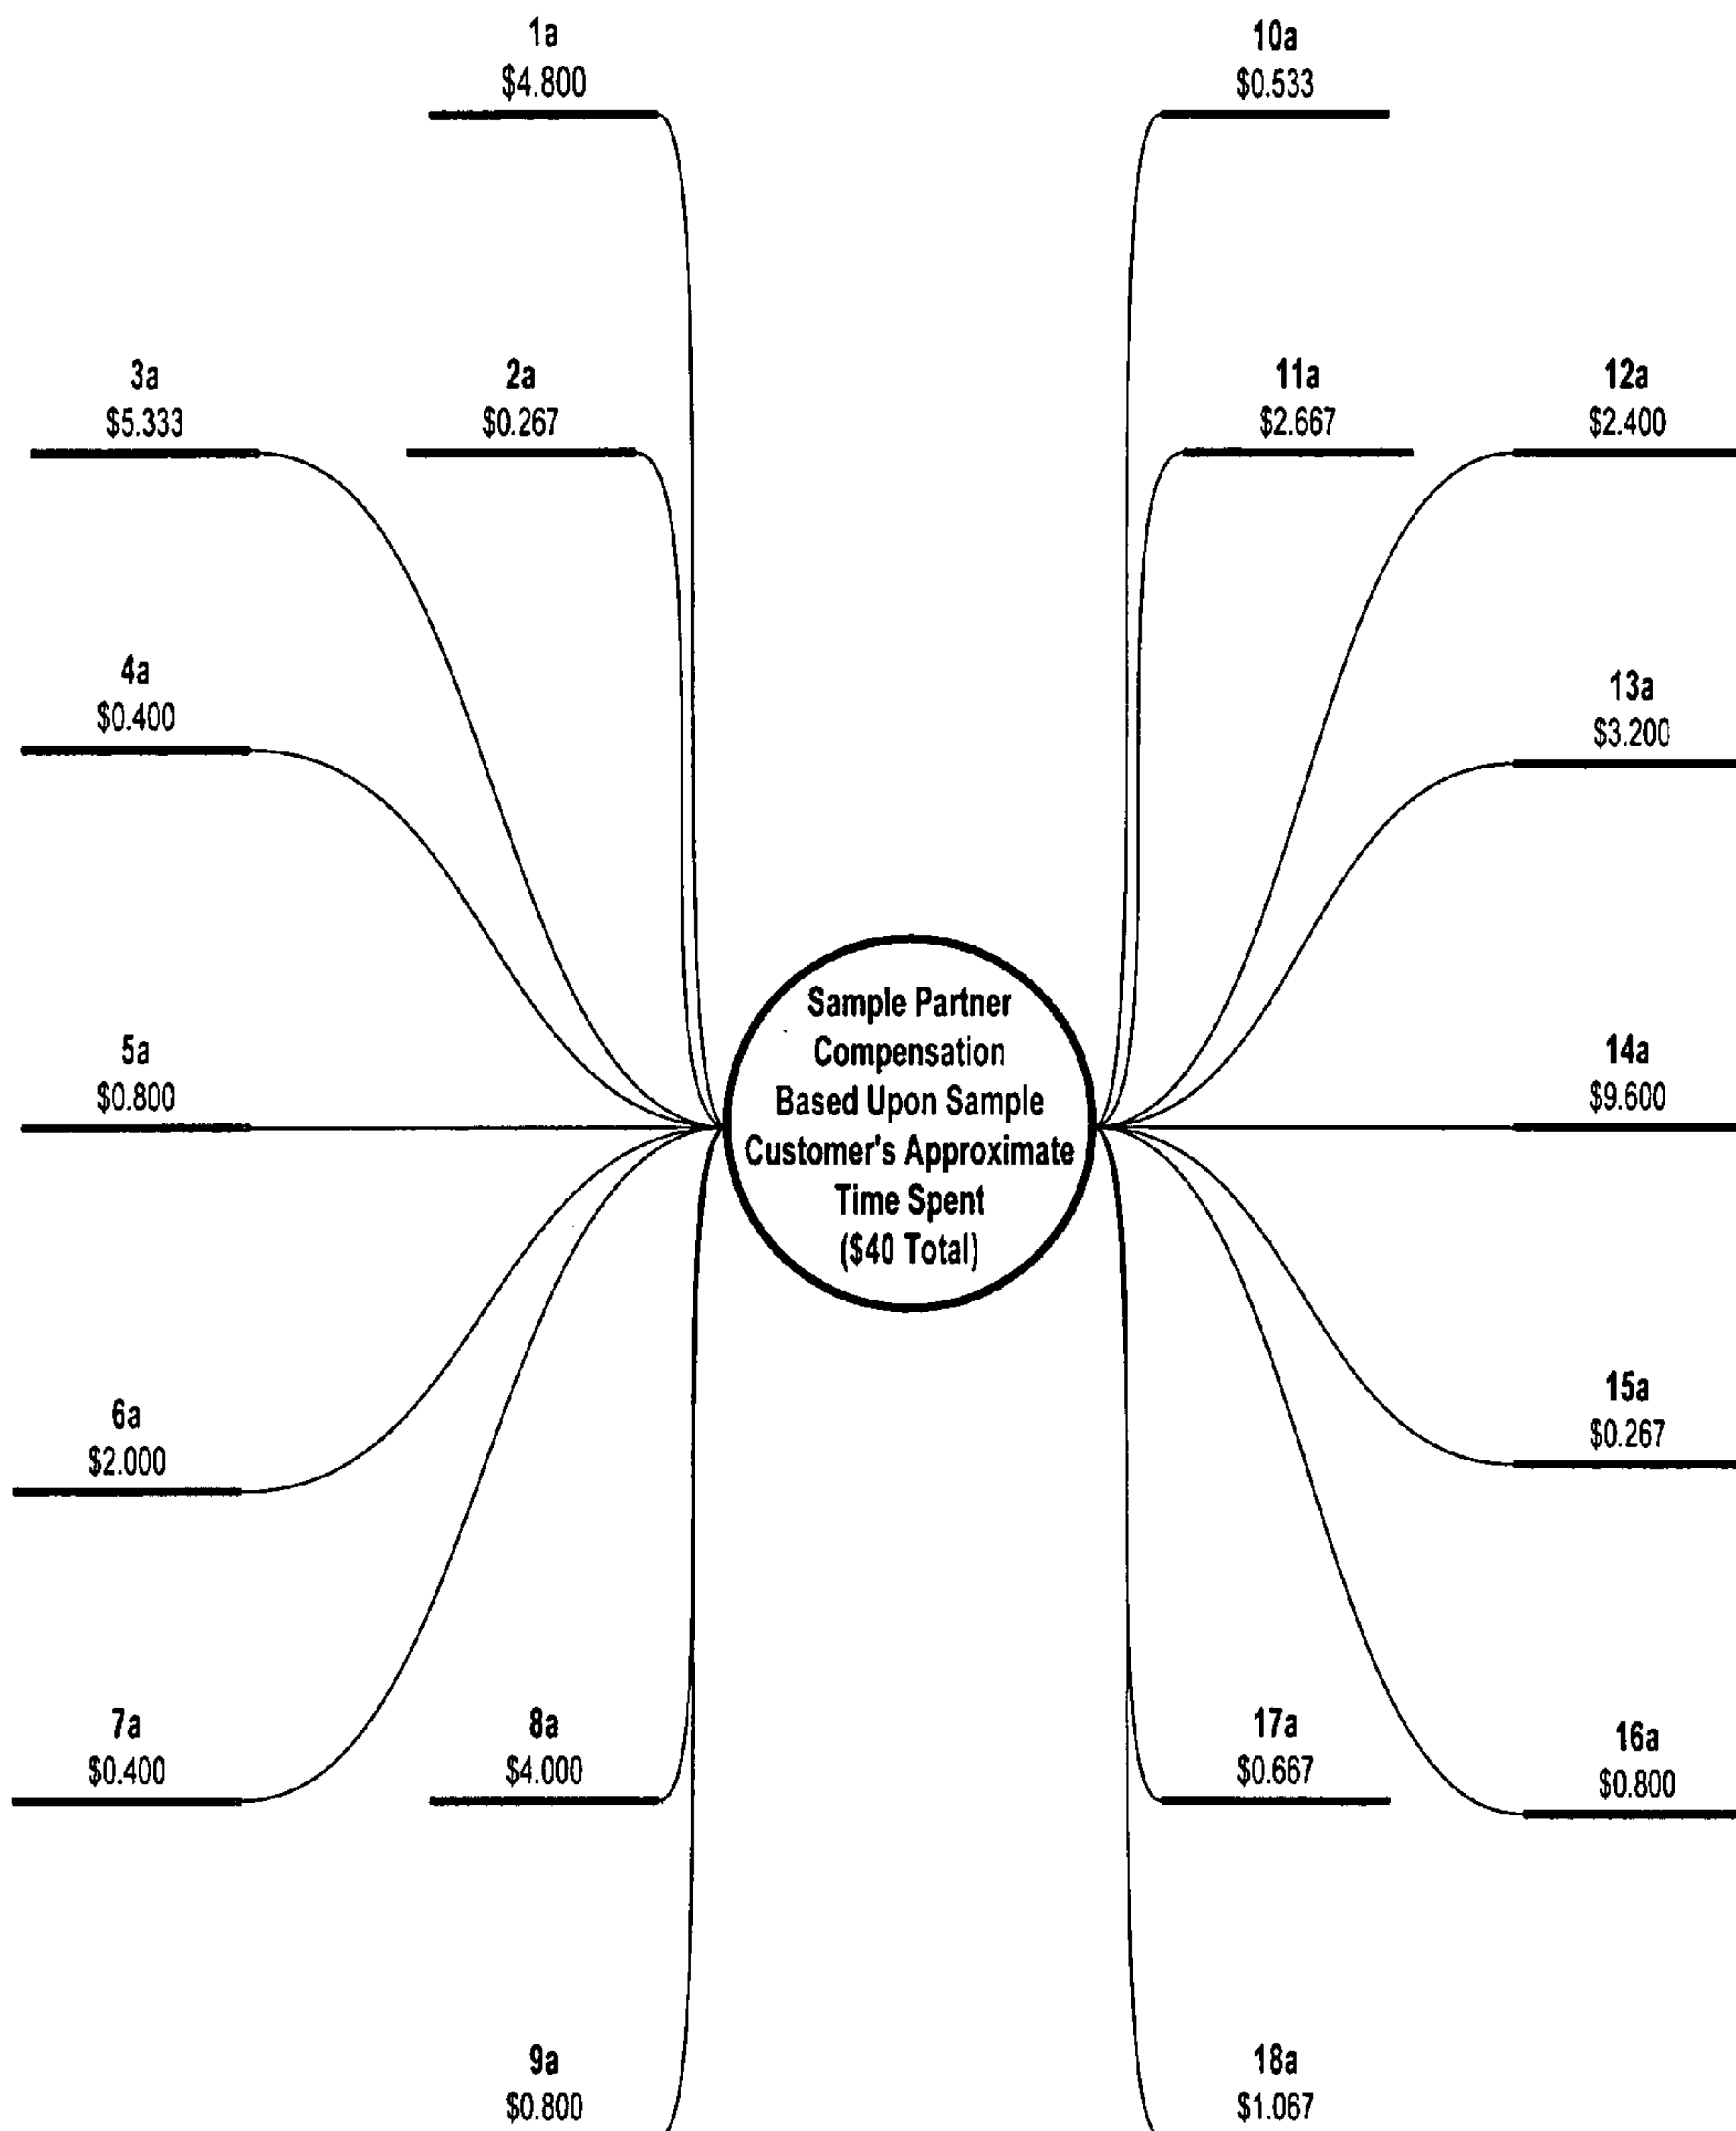 1a
$4.800
10a
$0.533
3a
$5.333
2a
$0.267
11a
$2.667
12a
$2.400
4a
$0.400
13a
$3.200
Sample Partner
Compensation
Based Upon Sample
Customer's Approximate
Time Spent
($40 Total)
5a
$0.800
14a
$9.600
6a
$2.000
15a
$0.267
7a
$0.400
8a
$4.000
17a
$0.667
16a
$0.800
9a
$0.800
18a
$1.067